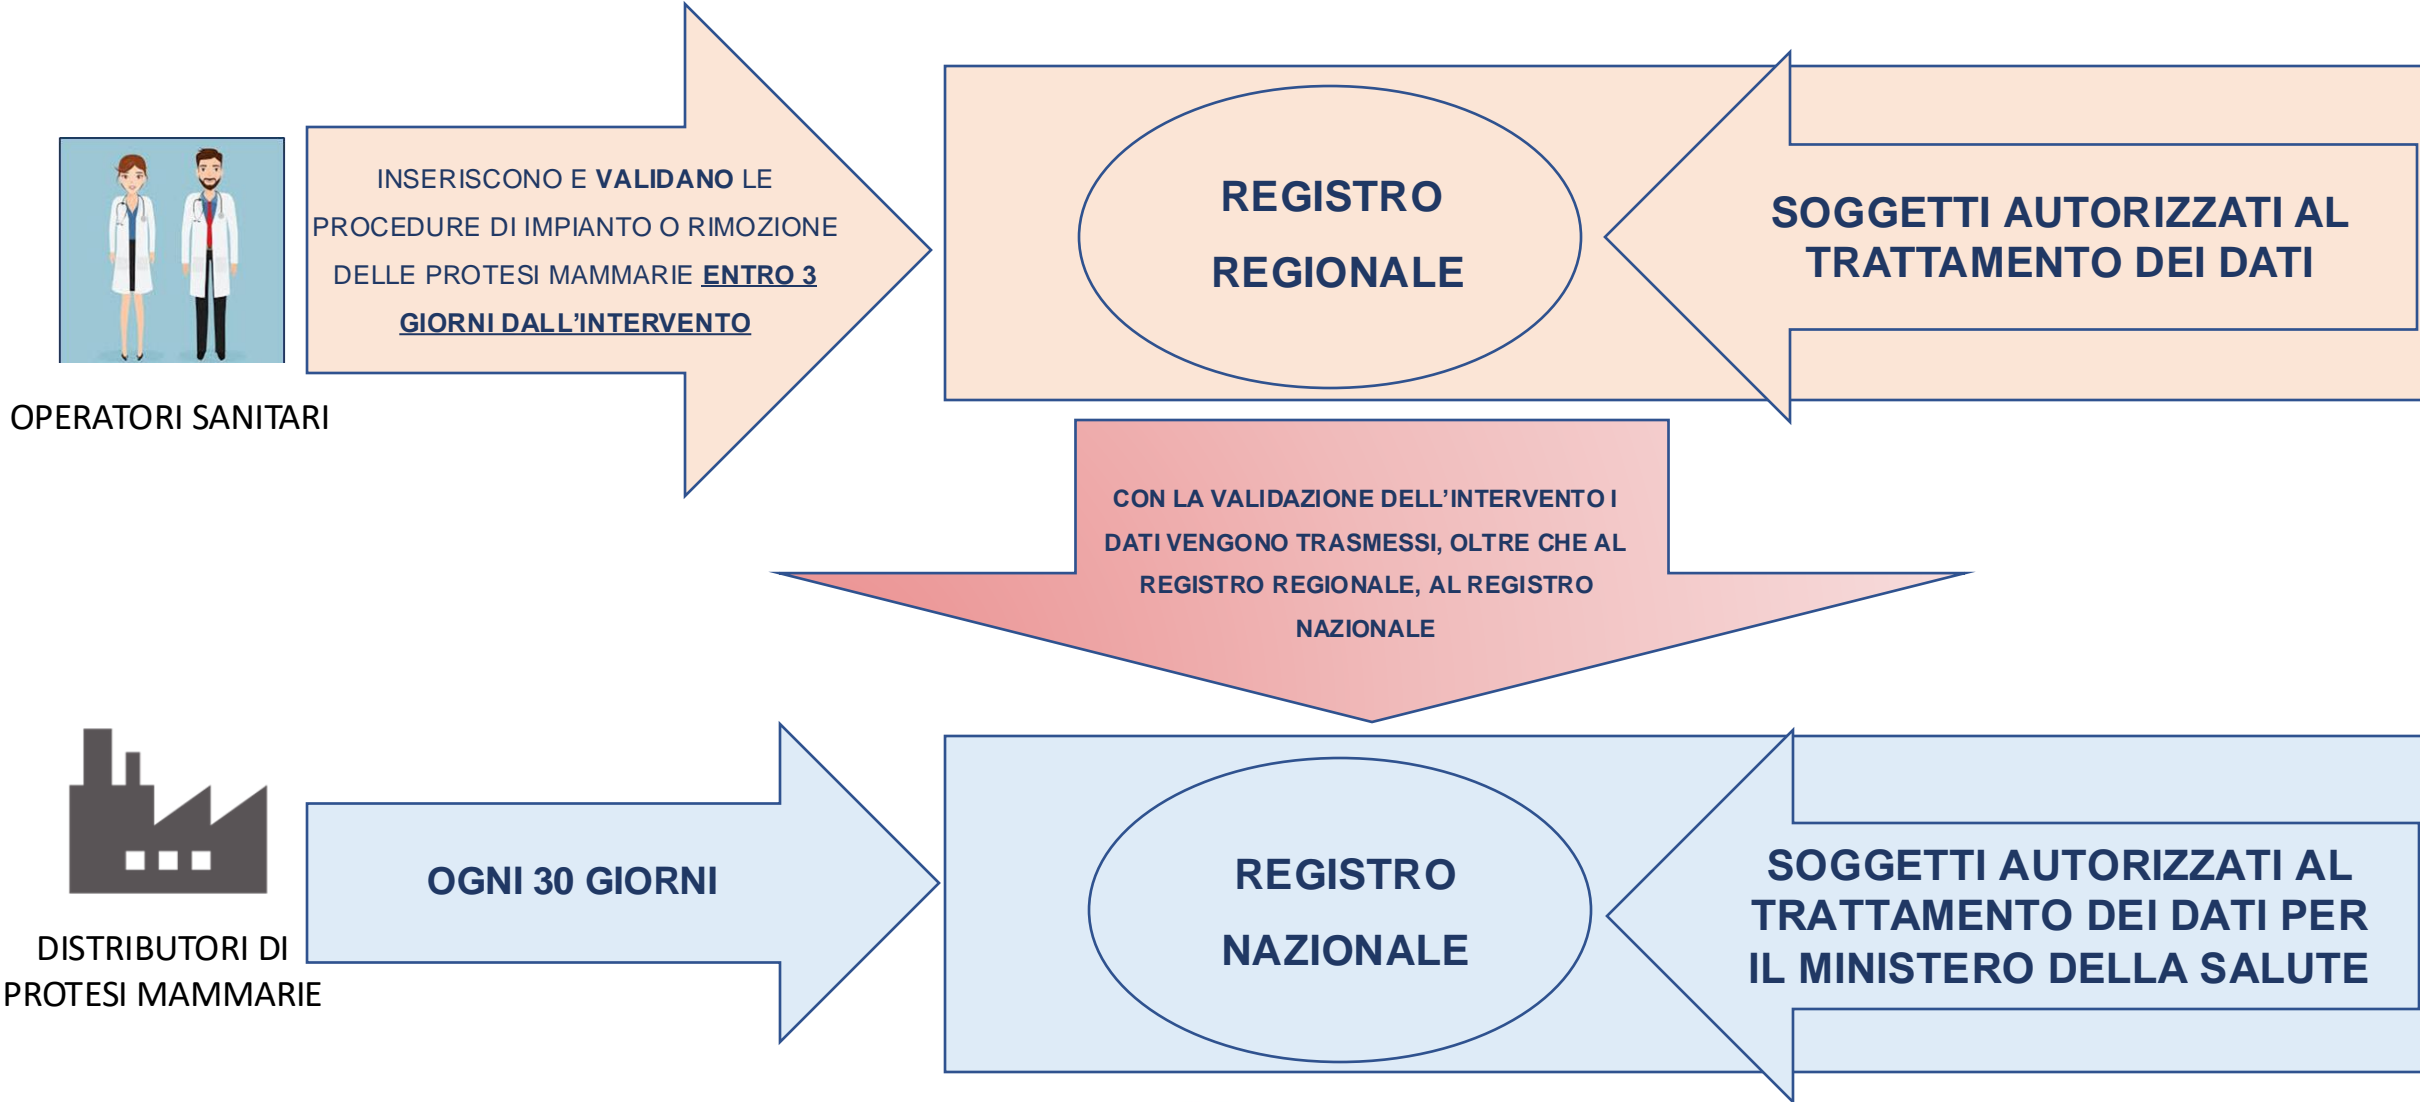 INSERISCONO E VALIDANO LE
PROCEDURE DI IMPIANTO O RIMOZIONE
DELLE PROTESI MAMMARIE ENTRO 3
GIORNI DALL’INTERVENTO
OPERATORI SANITARI
REGISTRO
REGIONALE
SOGGETTI AUTORIZZATI AL
TRATTAMENTO DEI DATI
CON LA VALIDAZIONE DELL’INTERVENTO I
DATI VENGONO TRASMESSI, OLTRE CHE AL
REGISTRO REGIONALE, AL REGISTRO
NAZIONALE
DISTRIBUTORI DI
PROTESI MAMMARIE
OGNI 30 GIORNI
REGISTRO
NAZIONALE
SOGGETTI AUTORIZZATI AL
TRATTAMENTO DEI DATI PER
IL MINISTERO DELLA SALUTE